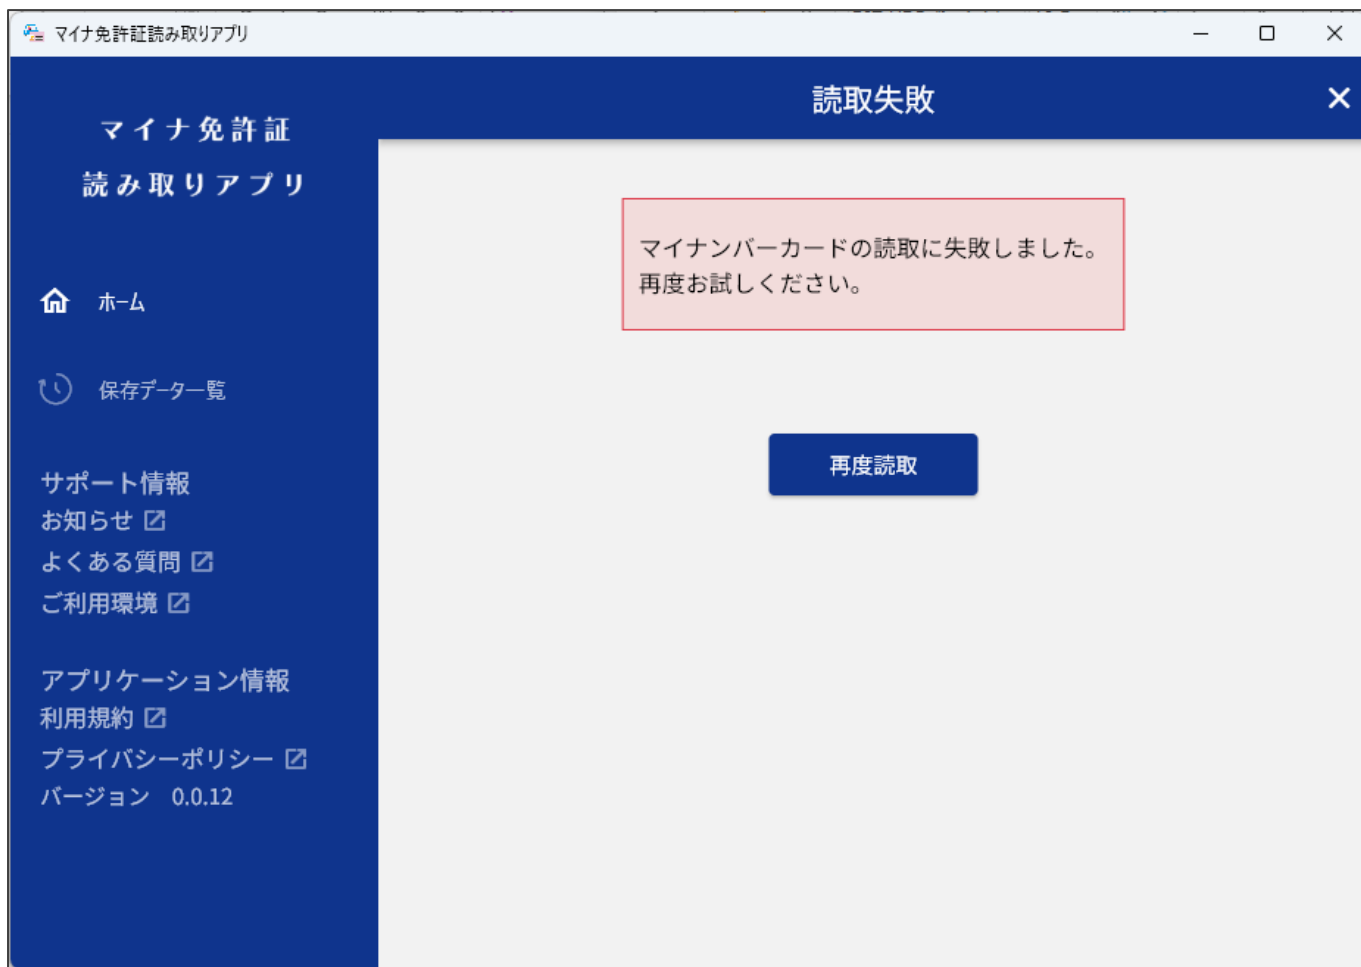 マイナ免許証読み取りアプリ
マイナ免許証
読み取りアプリ
ホーム
保存データ一覧
サポート情報
お知らせ
よくある質問
ご利用環境
アプリケーション情報
利用規約
プライバシーポリシー
バージョン 0.0.12
読取失敗
マイナンバーカードの読取に失敗しました。
再度お試しください。
再度読取